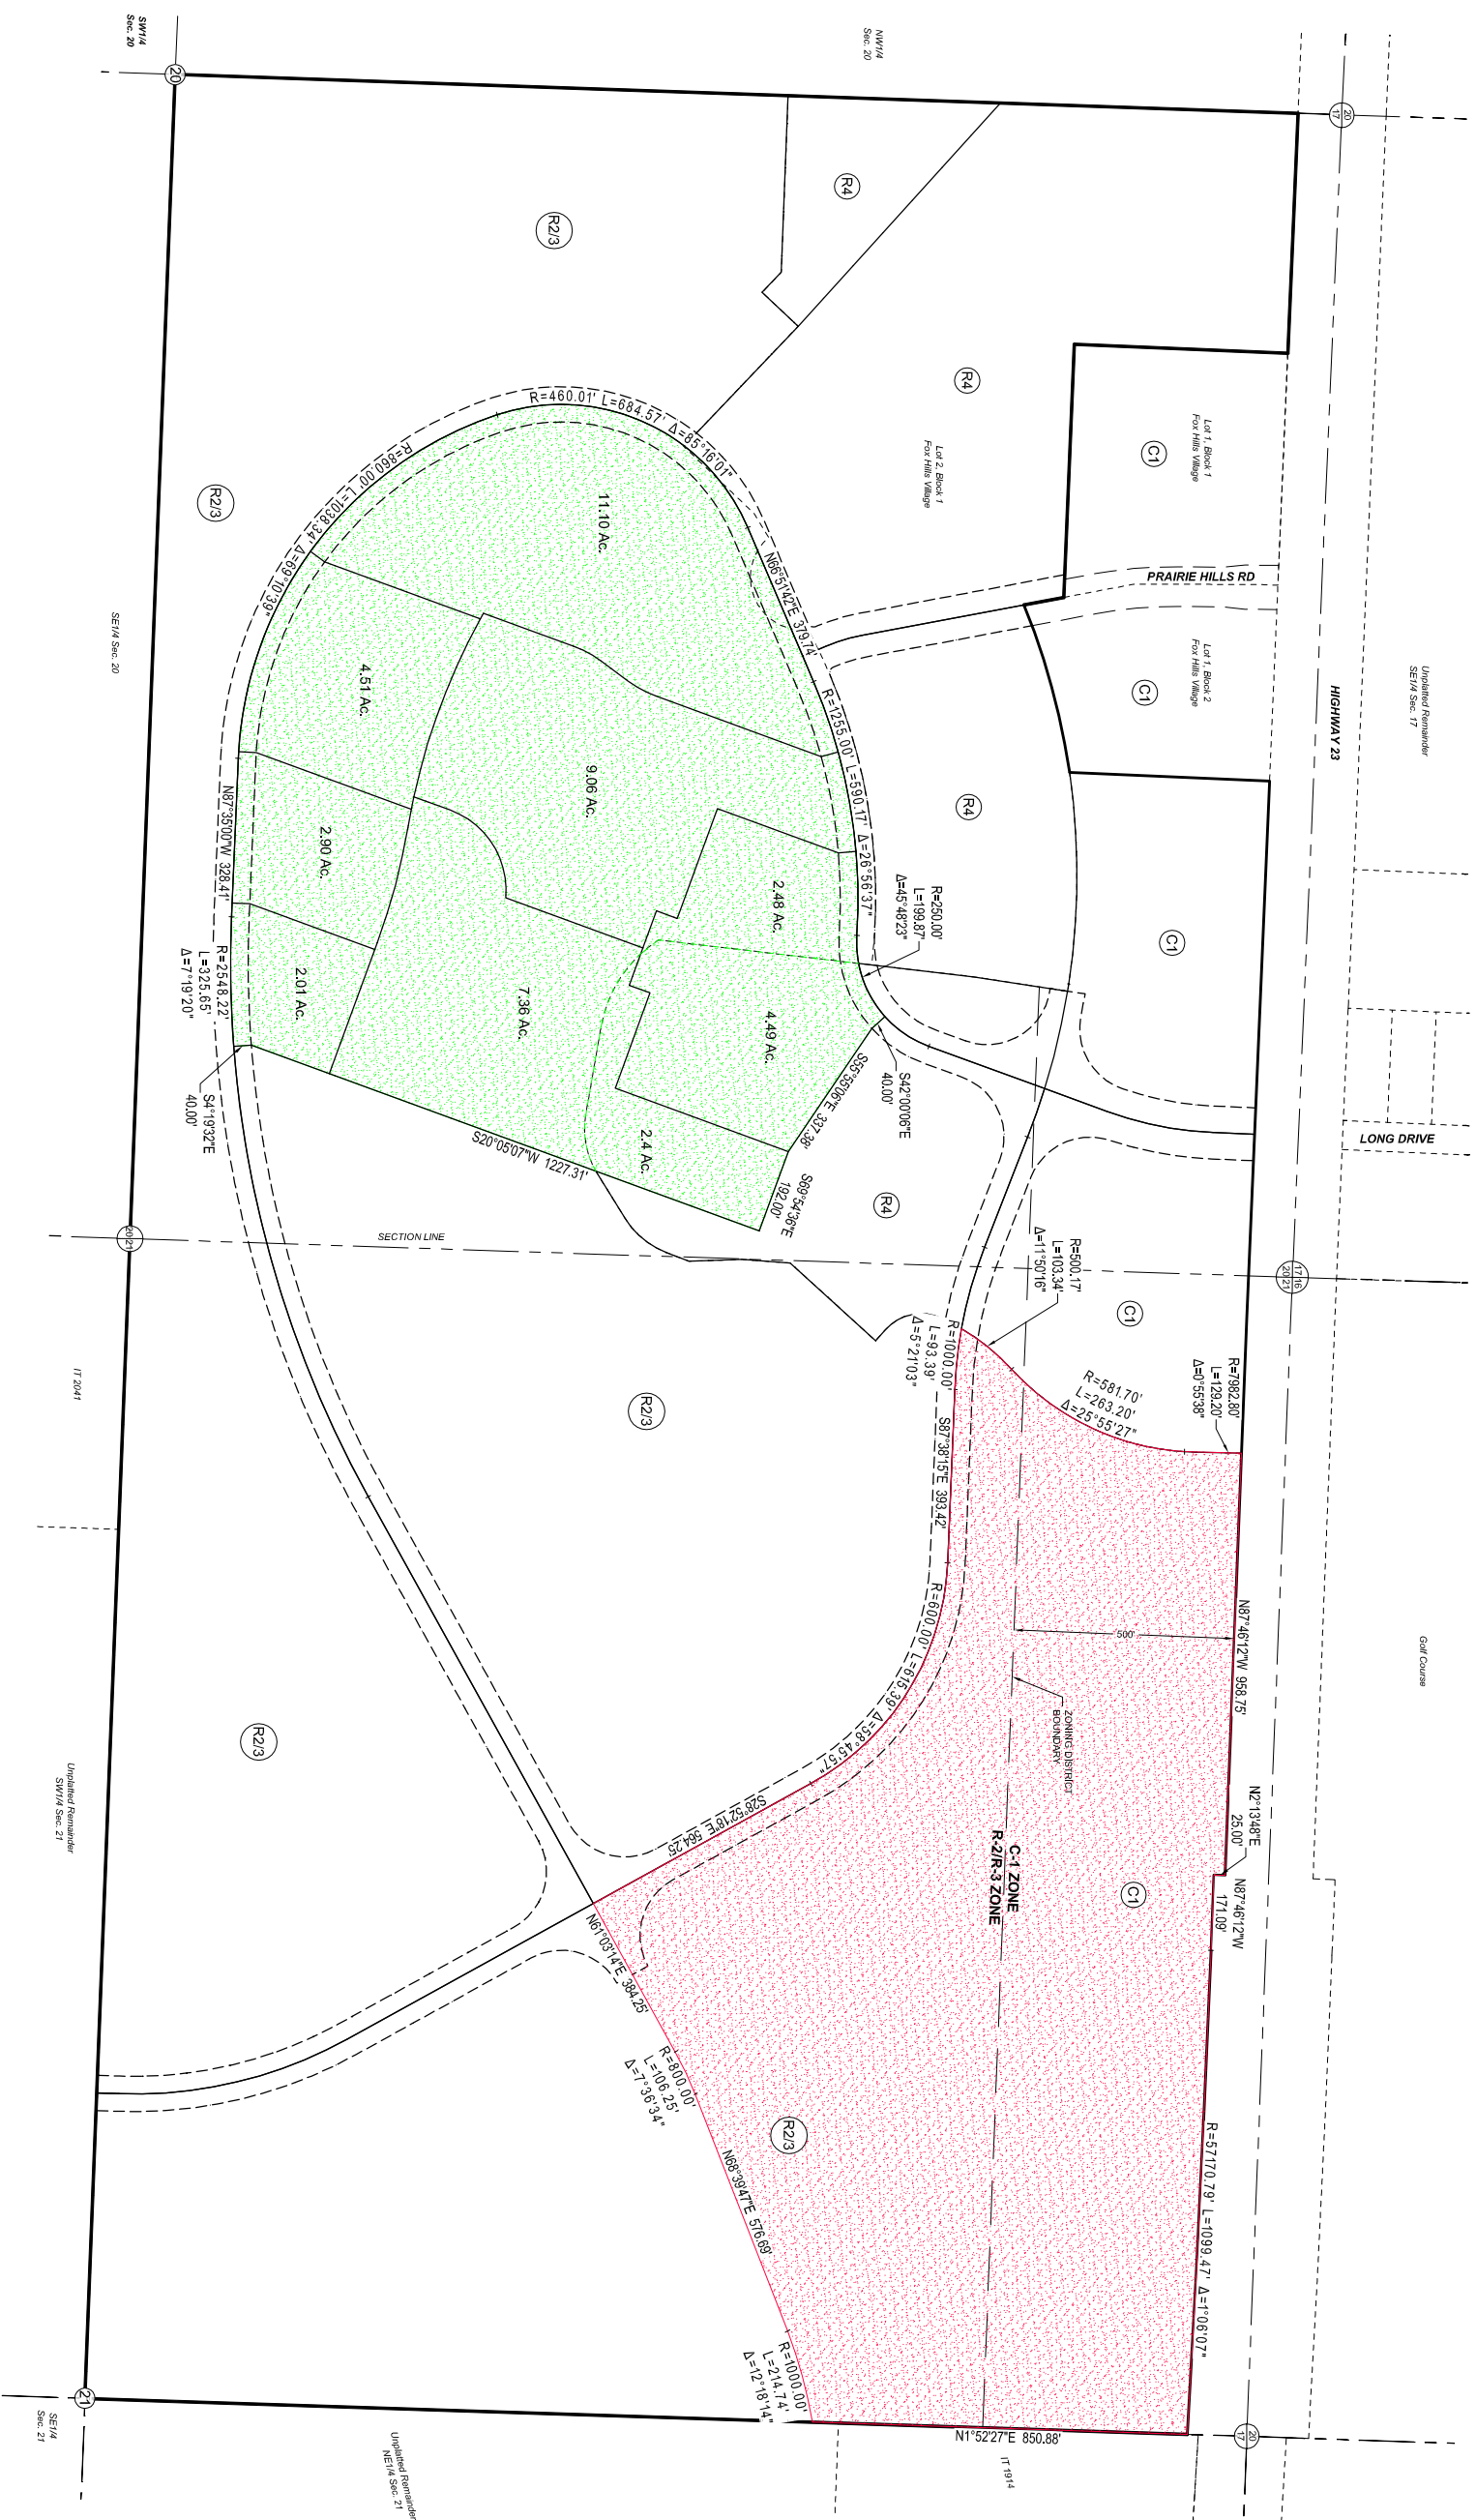 SW1/4
Sec. 20
20
NW1/4
Sec. 20
20
17
R4
R2/3
R4
Lot 2, Block 1
Fox Hills Village
C1
Lot 1, Block 1
Fox Hills Village
PRAIRIE HILLS RD
C1
Lot 1, Block 2
Fox Hills Village
HIGHWAY 23
Unplatted Remainder
SE1/4 Sec. 17
R2/3
SE1/4 Sec. 20
R=460.01' L=684.57' Δ=85°16'01"
R=860.00' L=1038.34' Δ=69°10'39"
N66°51'42"E 379.74'
R=1255.00' L=590.17' Δ=26°56'37"
11.10 Ac.
4.51 Ac.
9.06 Ac.
2.90 Ac.
2.48 Ac.
2.01 Ac.
7.36 Ac.
4.49 Ac.
2.4 Ac.
N87°35'00"W 328.41'
R=2548.22'
L=325.65'
Δ=7°19'20"
S4°19'32"E
40.00'
R4
C1
R=250.00'
L=199.87'
Δ=45°48'23"
S42°00'06"E
40.00'
S55°55'06"E 337.38'
S69°54'36"E
192.00'
S20°05'07"W 1227.31'
R4
LONG DRIVE
SECTION LINE
20 21
17 16
20 21
C1
R=500.17'
L=103.34'
Δ=11°50'16"
R=7982.80'
L=129.20'
Δ=0°55'38"
R=581.70'
L=263.20'
Δ=25°55'27"
R=1000.00'
L=93.39'
Δ=5°21'03"
S87°38'15"E 393.42'
R=600.00' L=615.39' Δ=58°45'57"
S28°52'18"E 564.25
IT 2041
R2/3
R2/3
Unplatted Remainder
SW1/4 Sec. 21
N87°46'12"W 958.75'
500'
ZONING DISTRICT
BOUNDARY
C-1 ZONE
R-2/R-3 ZONE
C1
N2°13'48"E
25.00'
N87°46'12"W
171.09'
Golf Course
N61°03'14"E 384.25'
R=800.00'
L=106.25'
Δ=7°36'34"
R2/3
N68°39'47"E 576.69'
R=57170.79' L=1099.47' Δ=1°06'07"
R=1000.00'
L=214.74'
Δ=12°18'14"
N1°52'27"E 850.88'
21
SE1/4
Sec. 21
Unplatted Remainder
NE1/4 Sec. 21
IT 1914
20
17